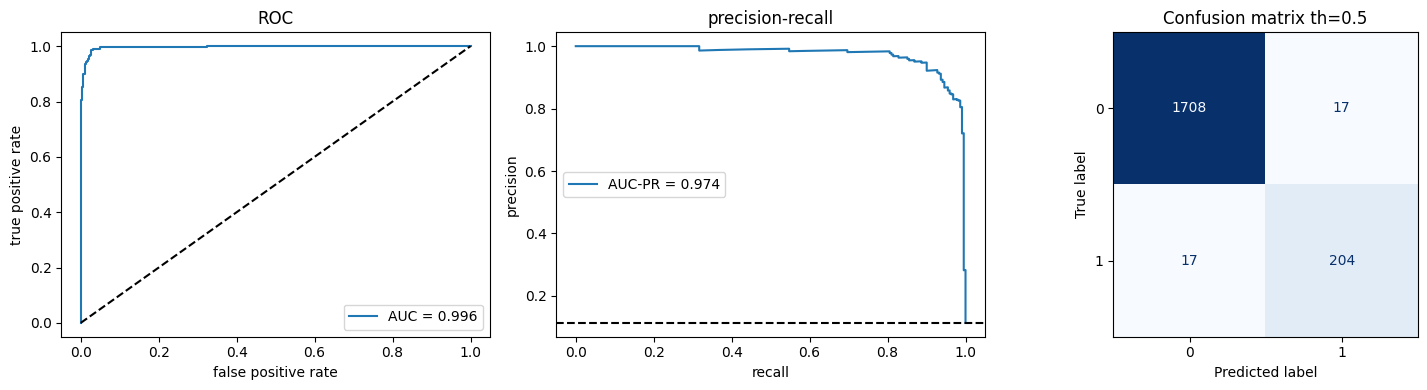 ROC
true positive rate
1.0
0.8
0.6
0.4
0.2
0.0
AUC = 0.996
0.0 0.2 0.4 0.6 0.8 1.0
false positive rate
precision-recall
precision
1.0
0.8
0.6
0.4
0.2
AUC-PR = 0.974
0.0 0.2 0.4 0.6 0.8 1.0
recall
Confusion matrix th=0.5
True label
0
1
1708 17
17 204
0 1
Predicted label